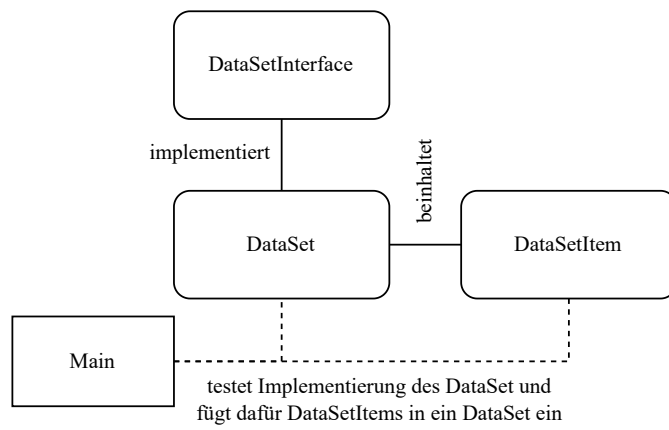 DataSetInterface
implementiert
beinhaltet
DataSet
DataSetItem
Main
testet Implementierung des DataSet und
fügt dafür DataSetItems in ein DataSet ein